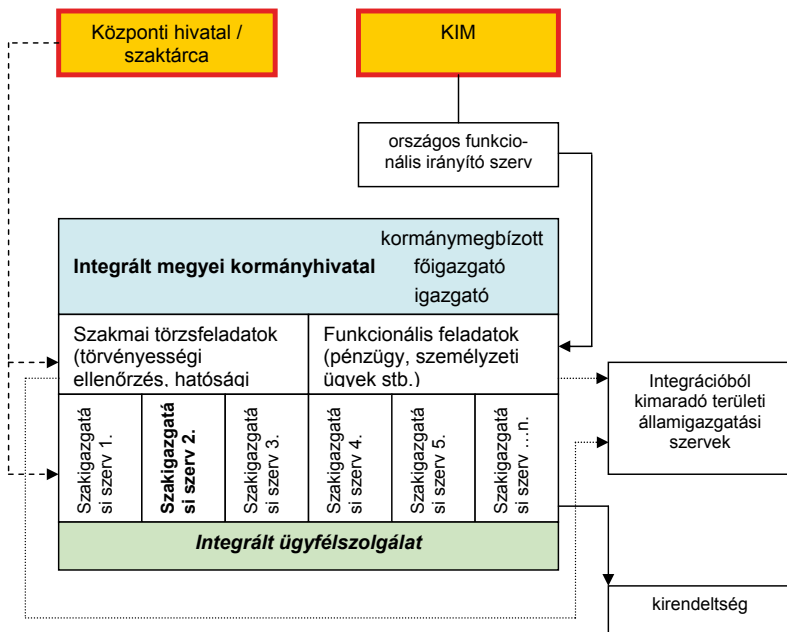 Központi hivatal /
szaktárca
KIM
országos funkcio-
nális irányító szerv
Integrált megyei kormányhivatal
kormánymegbízott
főigazgató
igazgató
Szakmai törzsfeladatok
(törvényességi
ellenőrzés, hatósági
Funkcionális feladatok
(pénzügy, személyzeti
ügyek stb.)
Szakigazgatá
si szerv 1.
Szakigazgatá
si szerv 2.
Szakigazgatá
si szerv 3.
Szakigazgatá
si szerv 4.
Szakigazgatá
si szerv 5.
Szakigazgatá
si szerv ...n.
Integrált ügyfélszolgálat
Integrációból
kimaradó területi
államigazgatási
szervek
kirendeltség